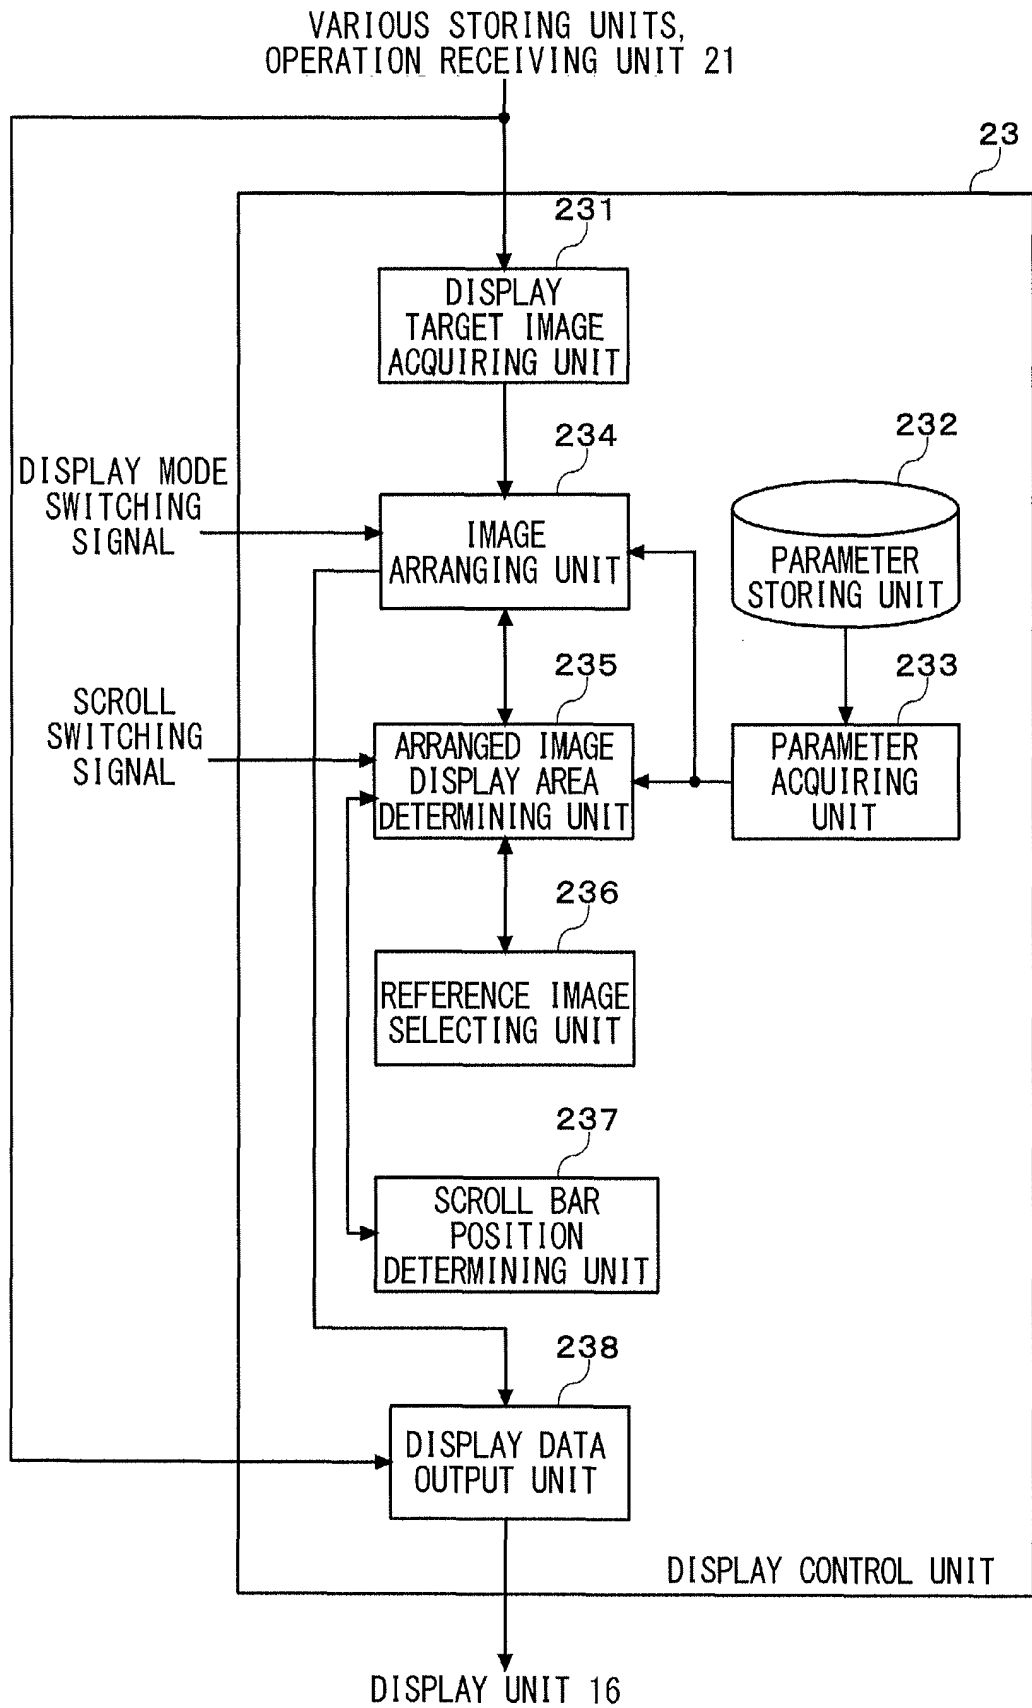 VARIOUS STORING UNITS,
OPERATION RECEIVING UNIT 21
23
231
DISPLAY
TARGET IMAGE
ACQUIRING UNIT
234
232
DISPLAY MODE
SWITCHING
SIGNAL
IMAGE
ARRANGING UNIT
PARAMETER
STORING UNIT
235
233
SCROLL
SWITCHING
SIGNAL
ARRANGED IMAGE
DISPLAY AREA
DETERMINING UNIT
PARAMETER
ACQUIRING
UNIT
236
REFERENCE IMAGE
SELECTING UNIT
237
SCROLL BAR
POSITION
DETERMINING UNIT
238
DISPLAY DATA
OUTPUT UNIT
DISPLAY CONTROL UNIT
DISPLAY UNIT 16